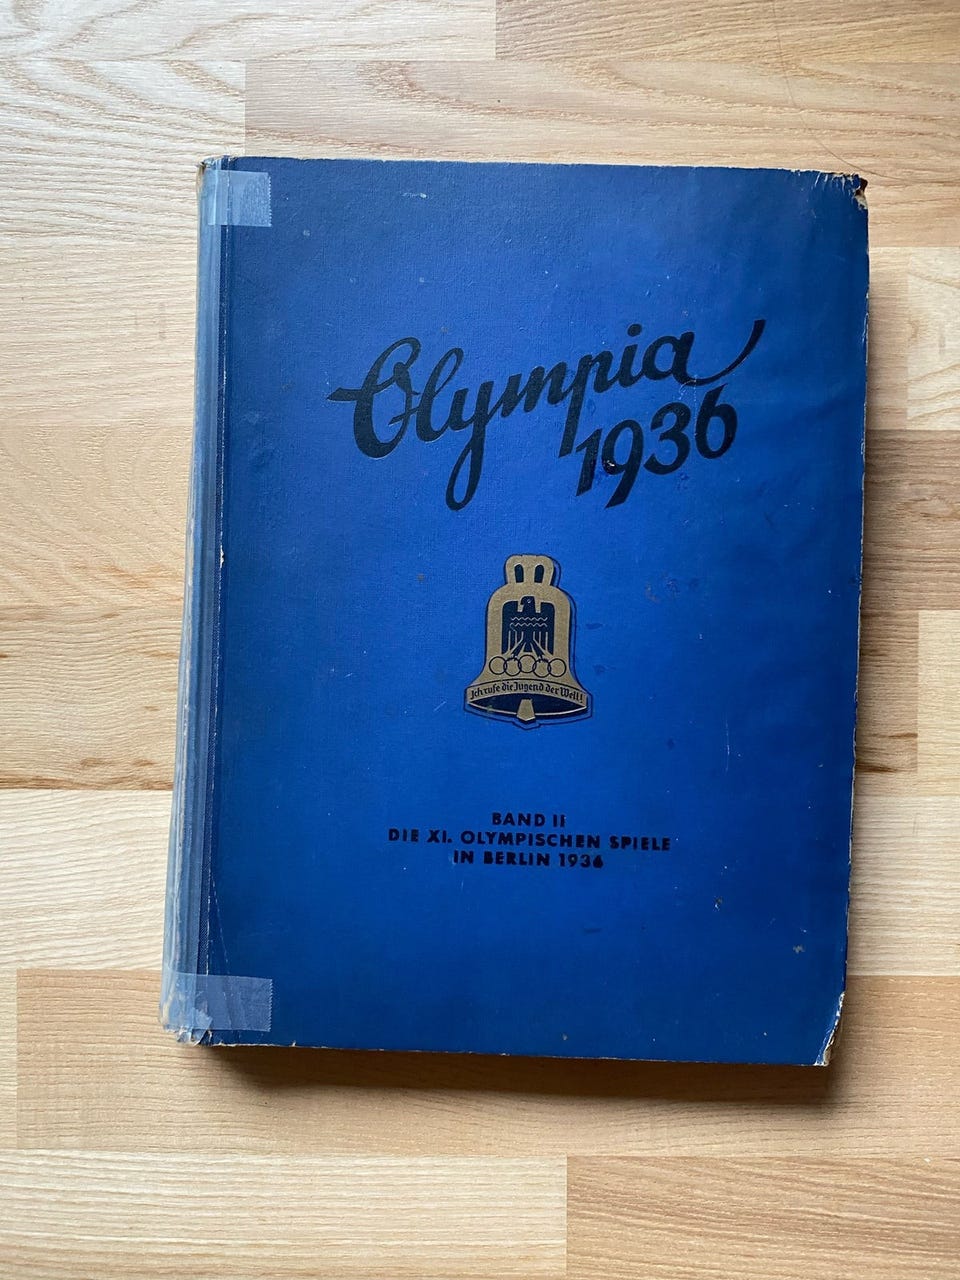 Olympia
1936
Ich rufe die Jugend der Welt!
BAND II
DIE XI. OLYMPISCHEN SPIELE
IN BERLIN 1936